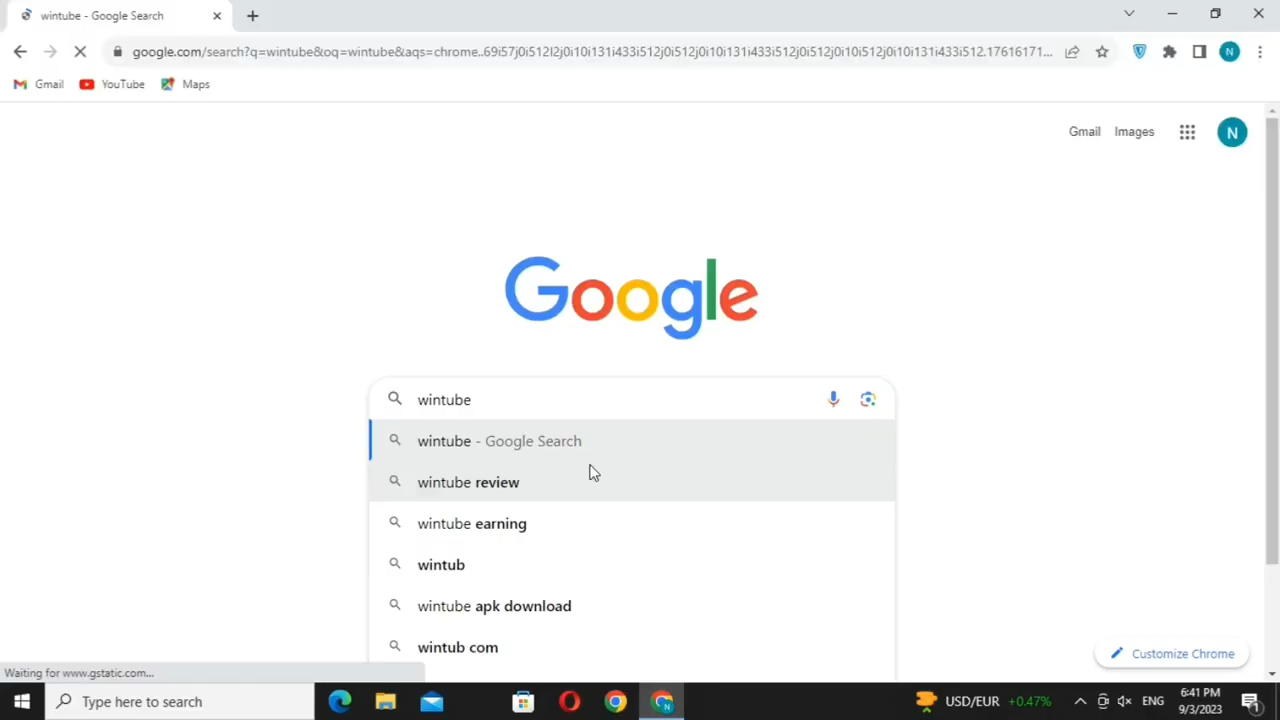 wintube - Google Search
google.com/search?q=wintube&oq=wintube&aqs=chrome..69i57j0i512l2j0i10i131i433i512j0i512j0i10i131i433i512j0i512j0i10i512j0i10i131i433i512.17616171...
N
Gmail
YouTube
Maps
Gmail
Images
N
Google
wintube
wintube - Google Search
wintube review
wintube earning
wintub
wintube apk download
wintub com
Customize Chrome
Waiting for www.gstatic.com...
Type here to search
N
USD/EUR +0.47%
ENG
6:41 PM
9/3/2023
1